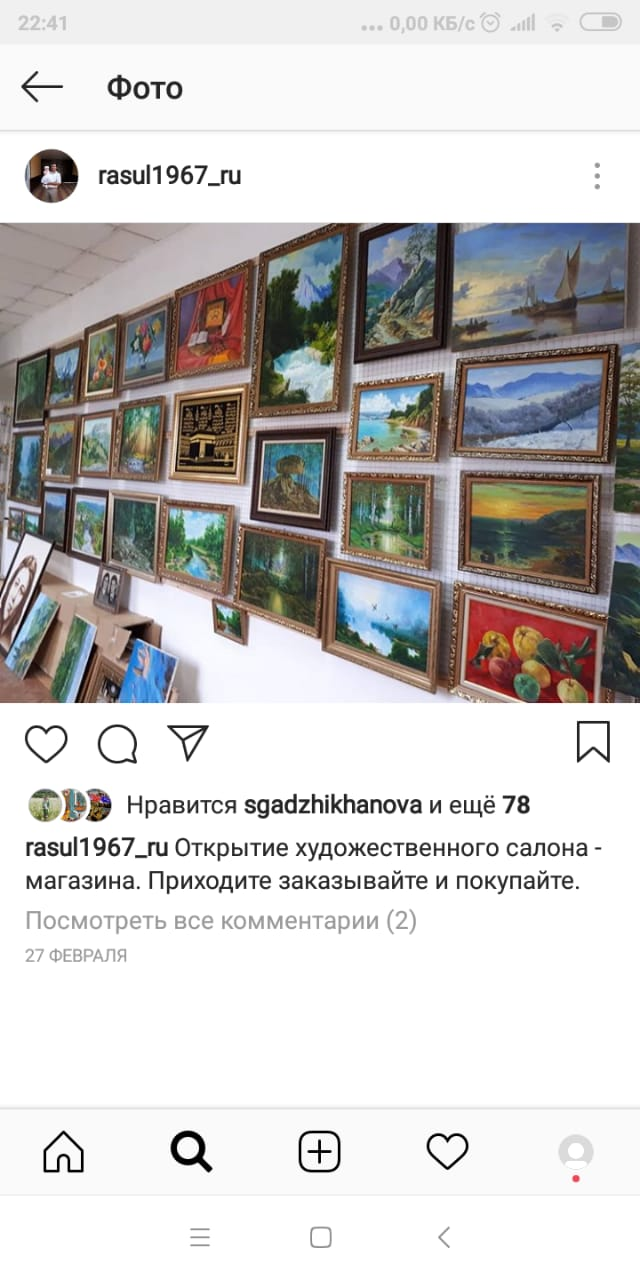 22:41
... 0,00 КБ/с
Фото
rasul1967_ru
Нравится sgadzhikhanova и ещё 78
rasul1967_ru Открытие художественного салона -
магазина. Приходите заказывайте и покупайте.
Посмотреть все комментарии (2)
27 ФЕВРАЛЯ